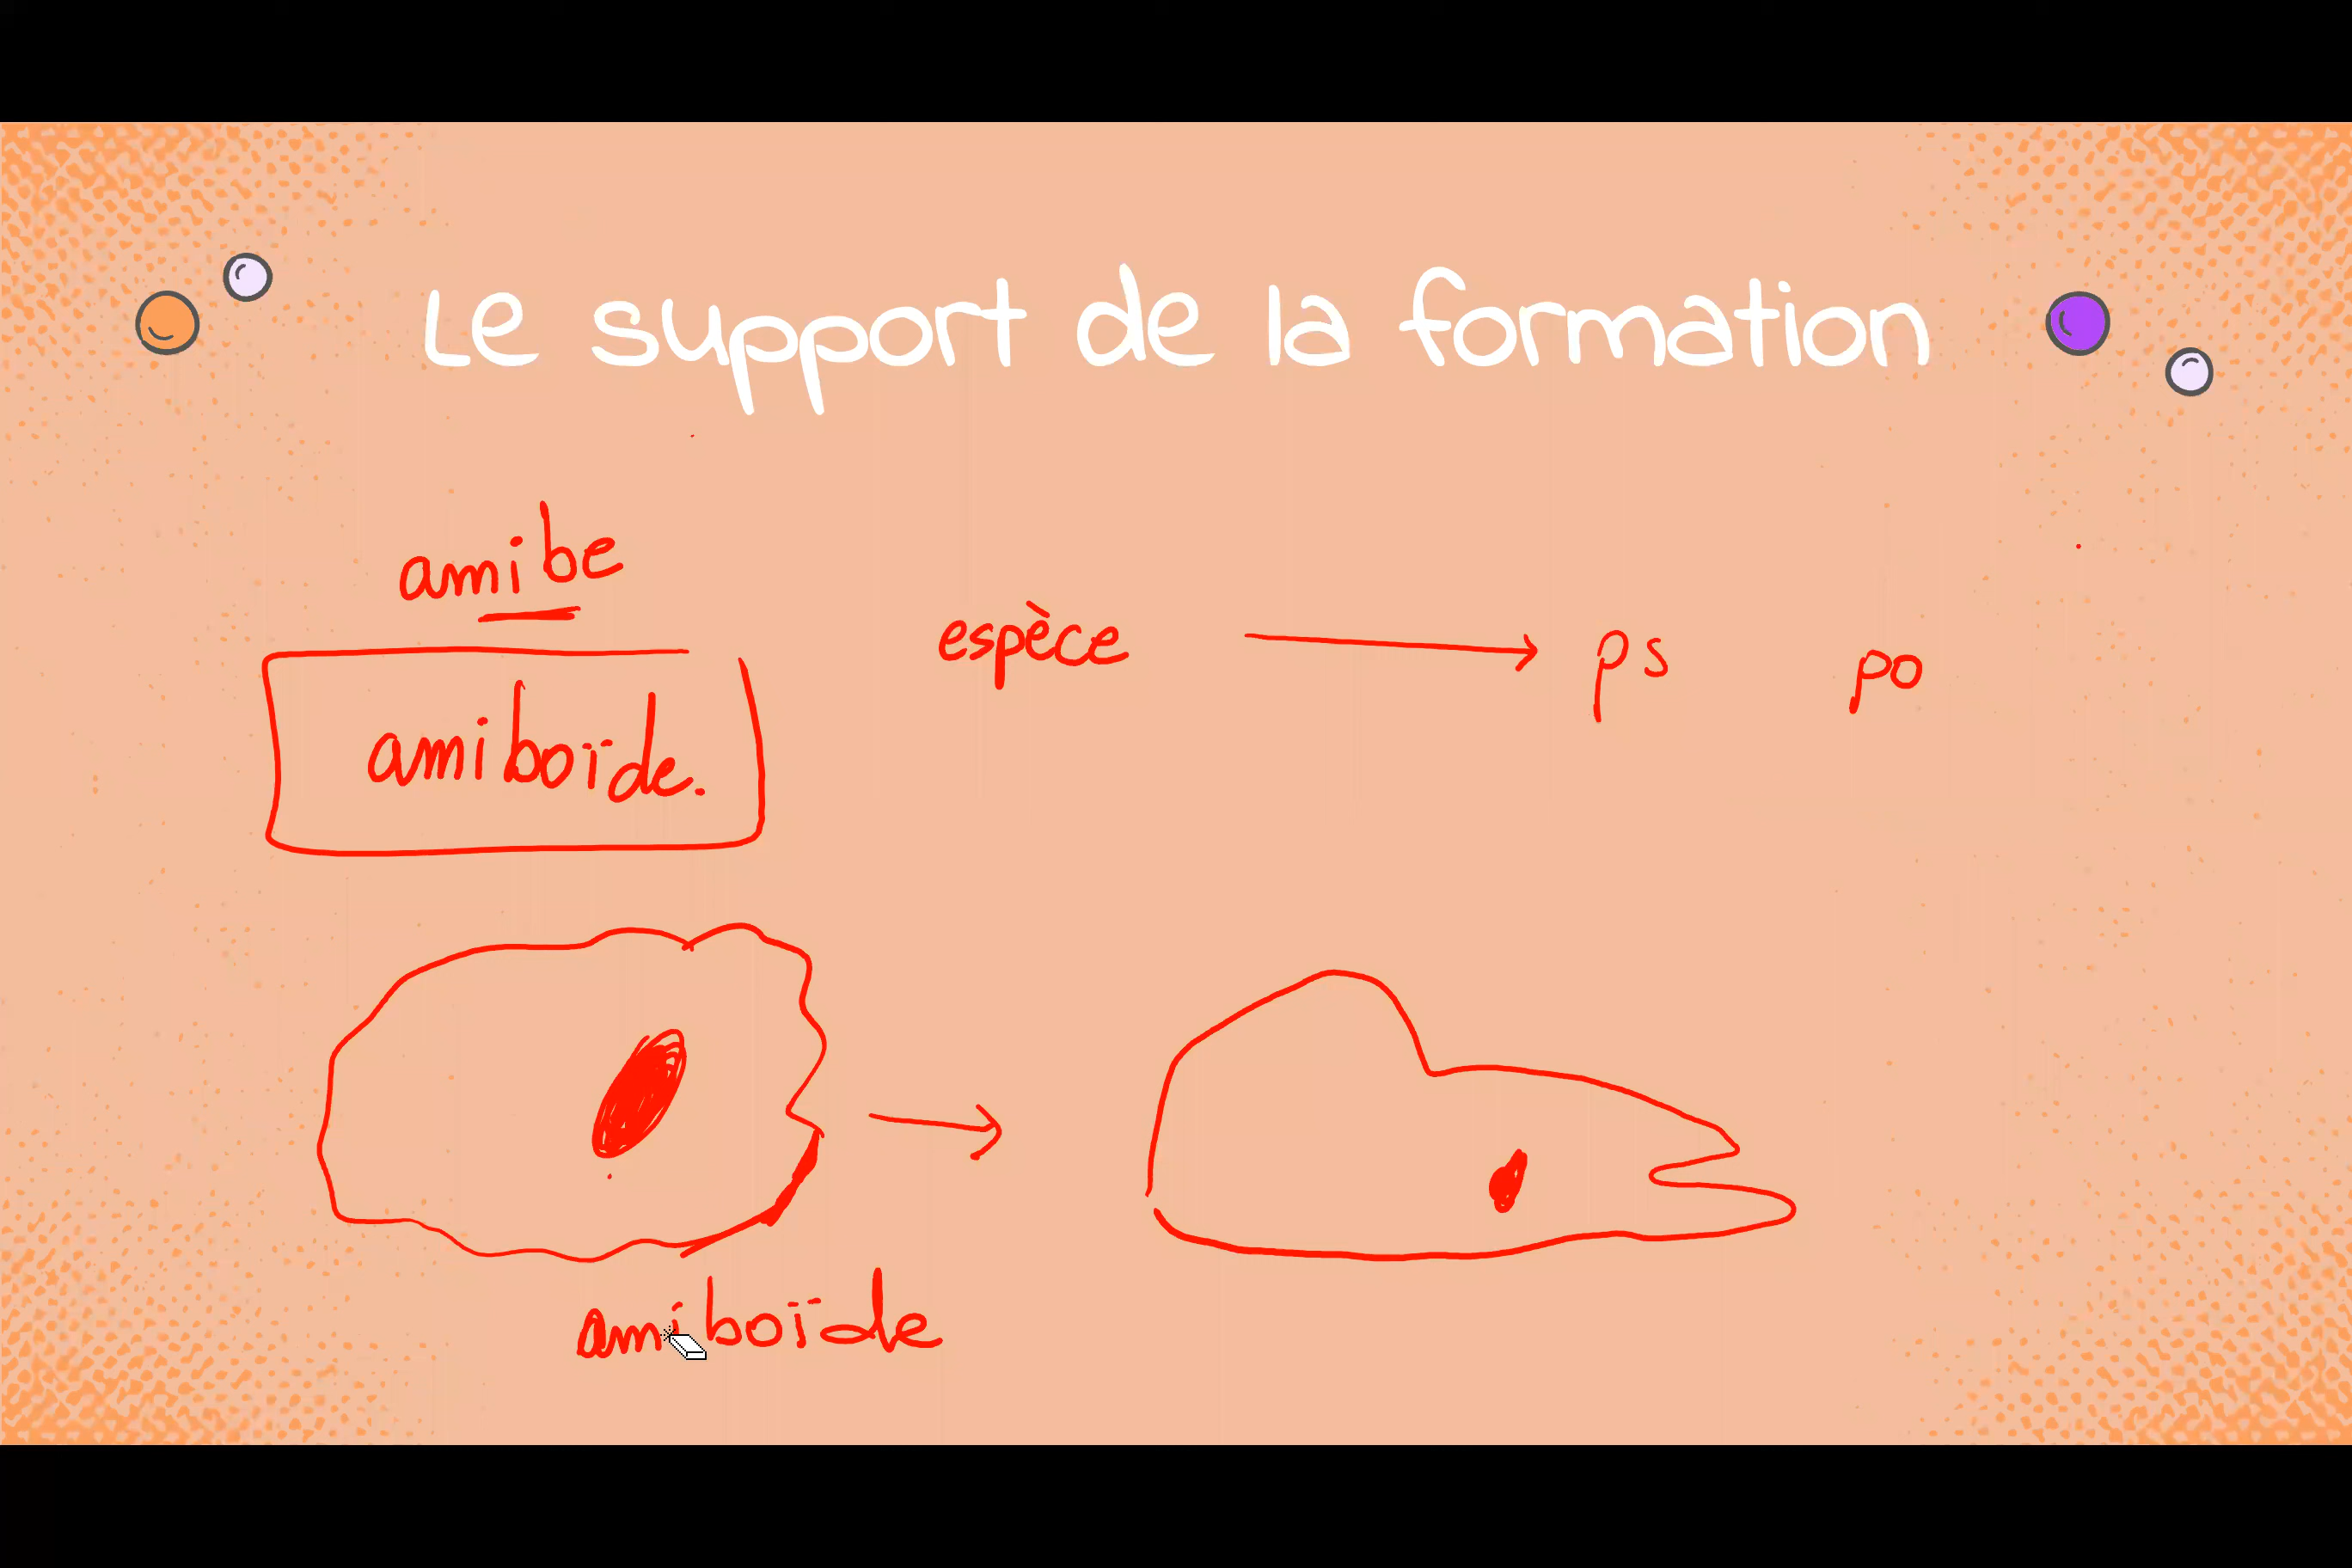 Le support de la formation
amibe
espèce → ps po
amiboïde.
amiboïde